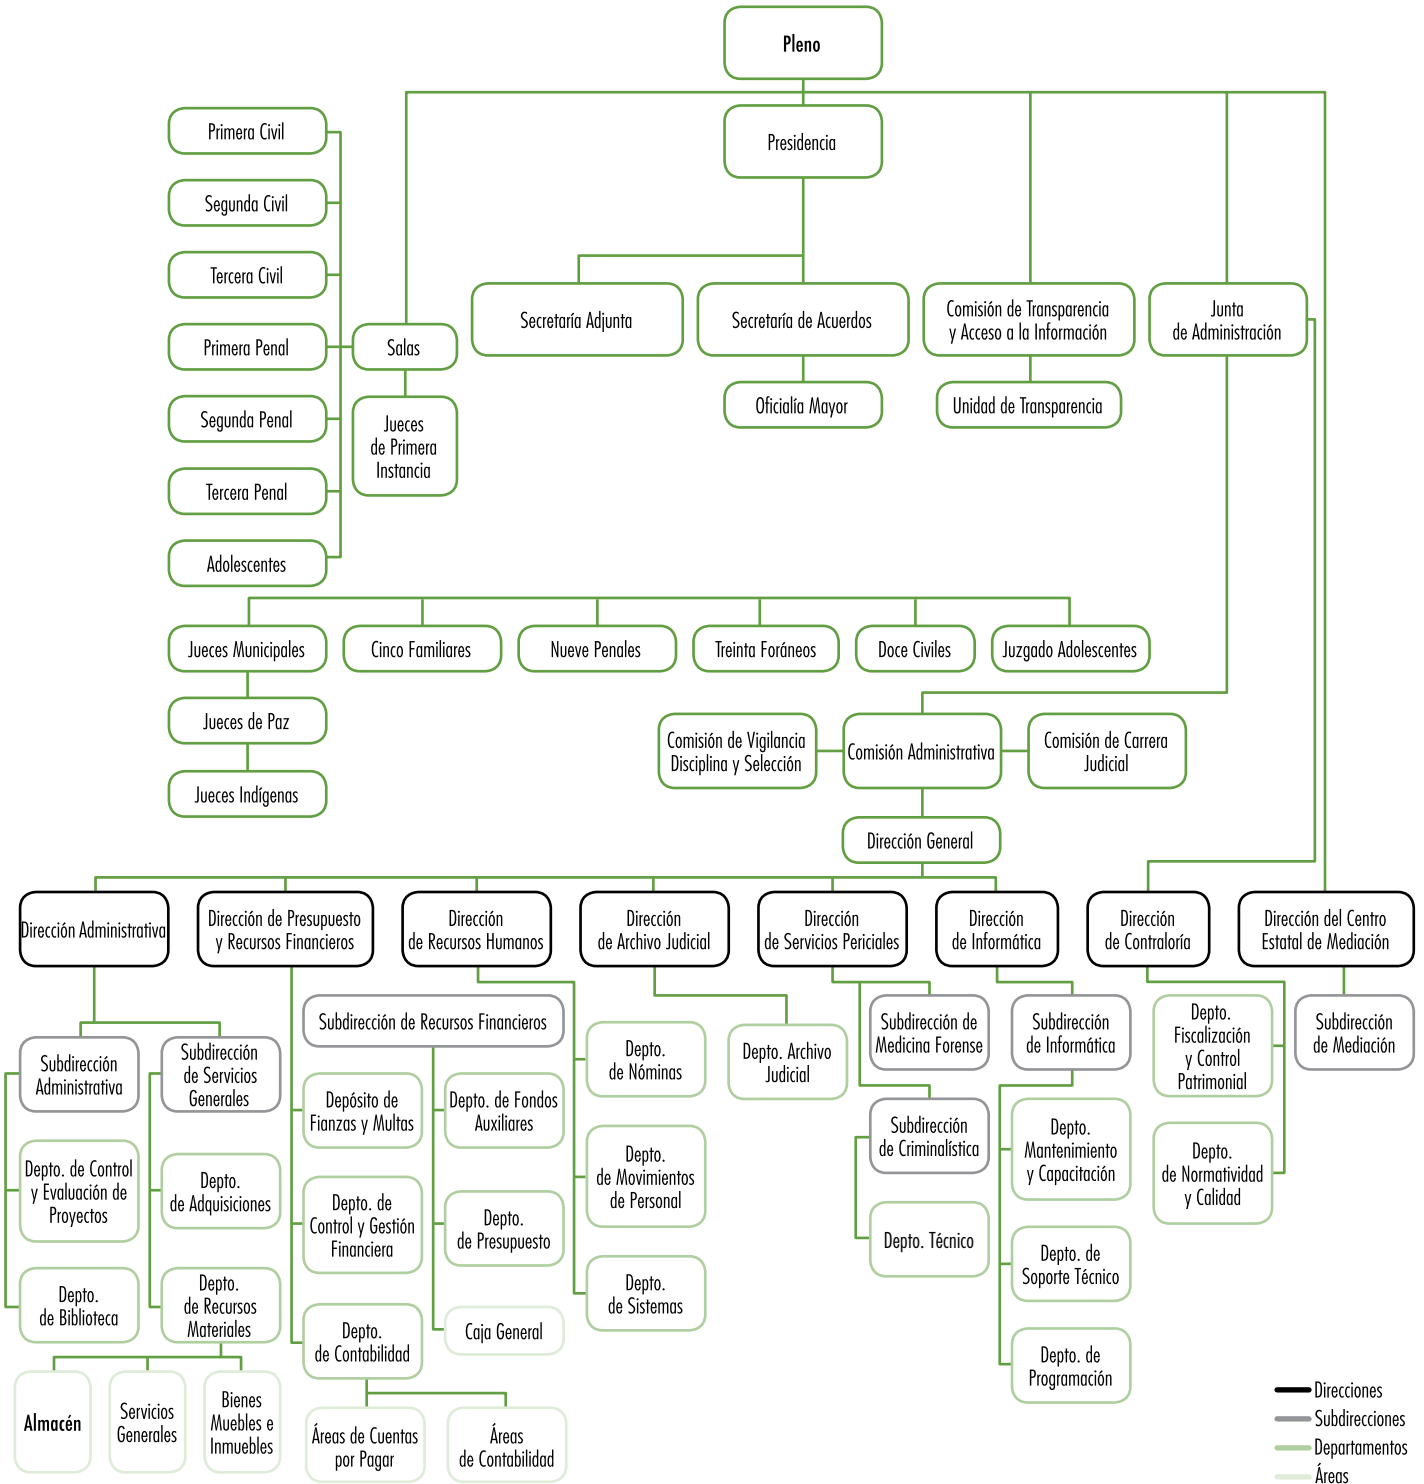 Pleno
Presidencia
Primera Civil
Segunda Civil
Tercera Civil
Primera Penal
Segunda Penal
Tercera Penal
Adolescentes
Salas
Jueces
de Primera
Instancia
Secretaría Adjunta
Secretaría de Acuerdos
Oficialía Mayor
Comisión de Transparencia
y Acceso a la Información
Unidad de Transparencia
Junta
de Administración
Jueces Municipales
Cinco Familiares
Nueve Penales
Treinta Foráneos
Doce Civiles
Juzgado Adolescentes
Jueces de Paz
Jueces Indígenas
Comisión de Vigilancia
Disciplina y Selección
Comisión Administrativa
Comisión de Carrera
Judicial
Dirección General
Dirección Administrativa
Dirección de Presupuesto
y Recursos Financieros
Dirección
de Recursos Humanos
Dirección
de Archivo Judicial
Dirección
de Servicios Periciales
Dirección
de Informática
Dirección
de Contraloría
Dirección del Centro
Estatal de Mediación
Subdirección
Administrativa
Depto. de Control
y Evaluación de
Proyectos
Depto.
de Biblioteca
Subdirección
de Servicios
Generales
Depto.
de Adquisiciones
Depto.
de Recursos
Materiales
Almacén
Servicios
Generales
Bienes
Muebles e
Inmuebles
Subdirección de Recursos Financieros
Depósito de
Fianzas y Multas
Depto. de
Control y Gestión
Financiera
Depto.
de Contabilidad
Depto. de Fondos
Auxiliares
Depto.
de Presupuesto
Caja General
Áreas de Cuentas
por Pagar
Áreas
de Contabilidad
Depto.
de Nóminas
Depto.
de Movimientos
de Personal
Depto.
de Sistemas
Depto. Archivo
Judicial
Subdirección de
Medicina Forense
Subdirección
de Criminalística
Depto. Técnico
Subdirección
de Informática
Depto.
Mantenimiento
y Capacitación
Depto. de
Soporte Técnico
Depto. de
Programación
Depto.
Fiscalización
y Control
Patrimonial
Depto.
de Normatividad
y Calidad
Subdirección
de Mediación
Direcciones
Subdirecciones
Departamentos
Áreas